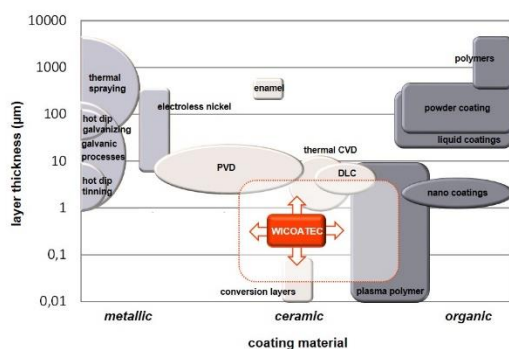 10000
1000
100
10
1
0,1
0,01
layer thickness (µm)
thermal
spraying
hot dip
galvanizing
galvanic
processes
hot dip
tinning
electroless nickel
enamel
PVD
thermal CVD
DLC
WICOATEC
conversion layers
plasma polymer
polymers
powder coating
liquid coatings
nano coatings
metallic
ceramic
organic
coating material